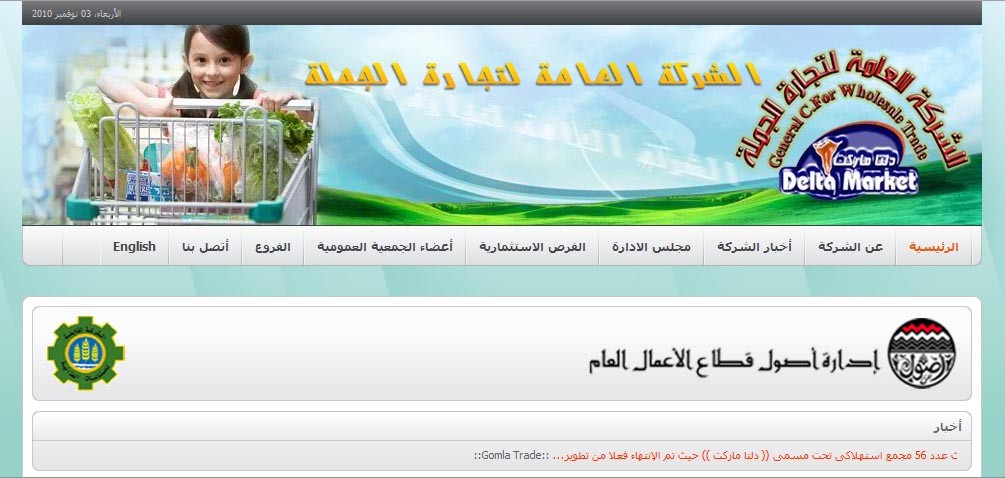 الأربعاء، 03 نوفمبر 2010
الشركة العامة لتجارة الجملة
الشركة العامة لتجارة الجملة
General C.For Wholesale Trade
دلتا ماركت
Delta Market
الرئيسية عن الشركة أخبار الشركة مجلس الادارة الفرص الاستثمارية أعضاء الجمعية العمومية الفروع أتصل بنا English
أصول
إدارة أصول قطاع الأعمال العام
أخبار
ث عدد 56 مجمع استهلاكى تحت مسمى (( دلتا ماركت )) حيث تم الإنتهاء فعلا من تطوير... ::Gomla Trade::